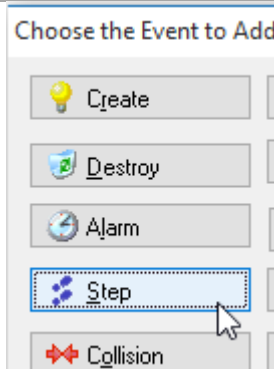 Choose the Event to Add
Create
Destroy
Alarm
Step
Collision